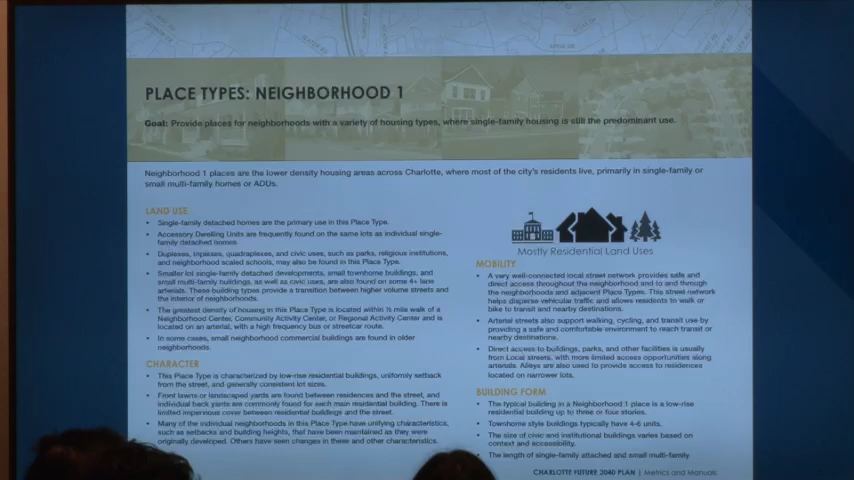 PLACE TYPES: NEIGHBORHOOD 1
Goal: Provide places for neighborhoods with a variety of housing types, where single-family housing is still the predominant use.
Neighborhood 1 places are the lower density housing areas across Charlotte, where most of the city's residents live, primarily in single-family or
small multi-family homes or ADUs.
LAND USE
• Single-family detached homes are the primary use in this Place Type.
• Accessory Dwelling Units are frequently found on the same lots as individual single-
family detached homes.
• Duplexes, triplexes, quadraplexes, and civic uses, such as parks, religious institutions,
and neighborhood scaled schools, may also be found in this Place Type.
• Smaller lot single-family detached developments, small townhome buildings, and
small multi-family buildings, as well as civic uses, are also found on some 4+ lane
arterials. These building types provide a transition between higher volume streets and
the interior of neighborhoods.
• The greatest density of housing in this Place Type is located within ½ mile walk of a
Neighborhood Center, Community Activity Center, or Regional Activity Center and is
located on an arterial, with a high frequency bus or streetcar route.
• In some cases, small neighborhood commercial buildings are found in older
neighborhoods.
CHARACTER
• This Place Type is characterized by low-rise residential buildings, uniformly setback
from the street, and generally consistent lot sizes.
• Front lawns or landscaped yards are found between residences and the street, and
individual back yards are commonly found for each main residential building. There is
limited impervious cover between residential buildings and the street.
• Many of the individual neighborhoods in this Place Type have unifying characteristics,
such as setbacks and building heights, that have been maintained as they were
originally developed. Others have seen changes in these and other characteristics.
Mostly Residential Land Uses
MOBILITY
• A very well-connected local street network provides safe and
direct access throughout the neighborhood and to and through
the neighborhoods and adjacent Place Types. This street network
helps disperse vehicular traffic and allows residents to walk or
bike to transit and nearby destinations.
• Arterial streets also support walking, cycling, and transit use by
providing a safe and comfortable environment to reach transit or
nearby destinations.
• Direct access to buildings, parks, and other facilities is usually
from Local streets, with more limited access opportunities along
arterials. Alleys are also used to provide access to residences
located on narrower lots.
BUILDING FORM
• The typical building in a Neighborhood 1 place is a low-rise
residential building up to three or four stories.
• Townhome style buildings typically have 4-6 units.
• The size of civic and institutional buildings varies based on
context and accessibility.
• The length of single-family attached and small multi-family
CHARLOTTE FUTURE 2040 PLAN | Metrics and Manuals